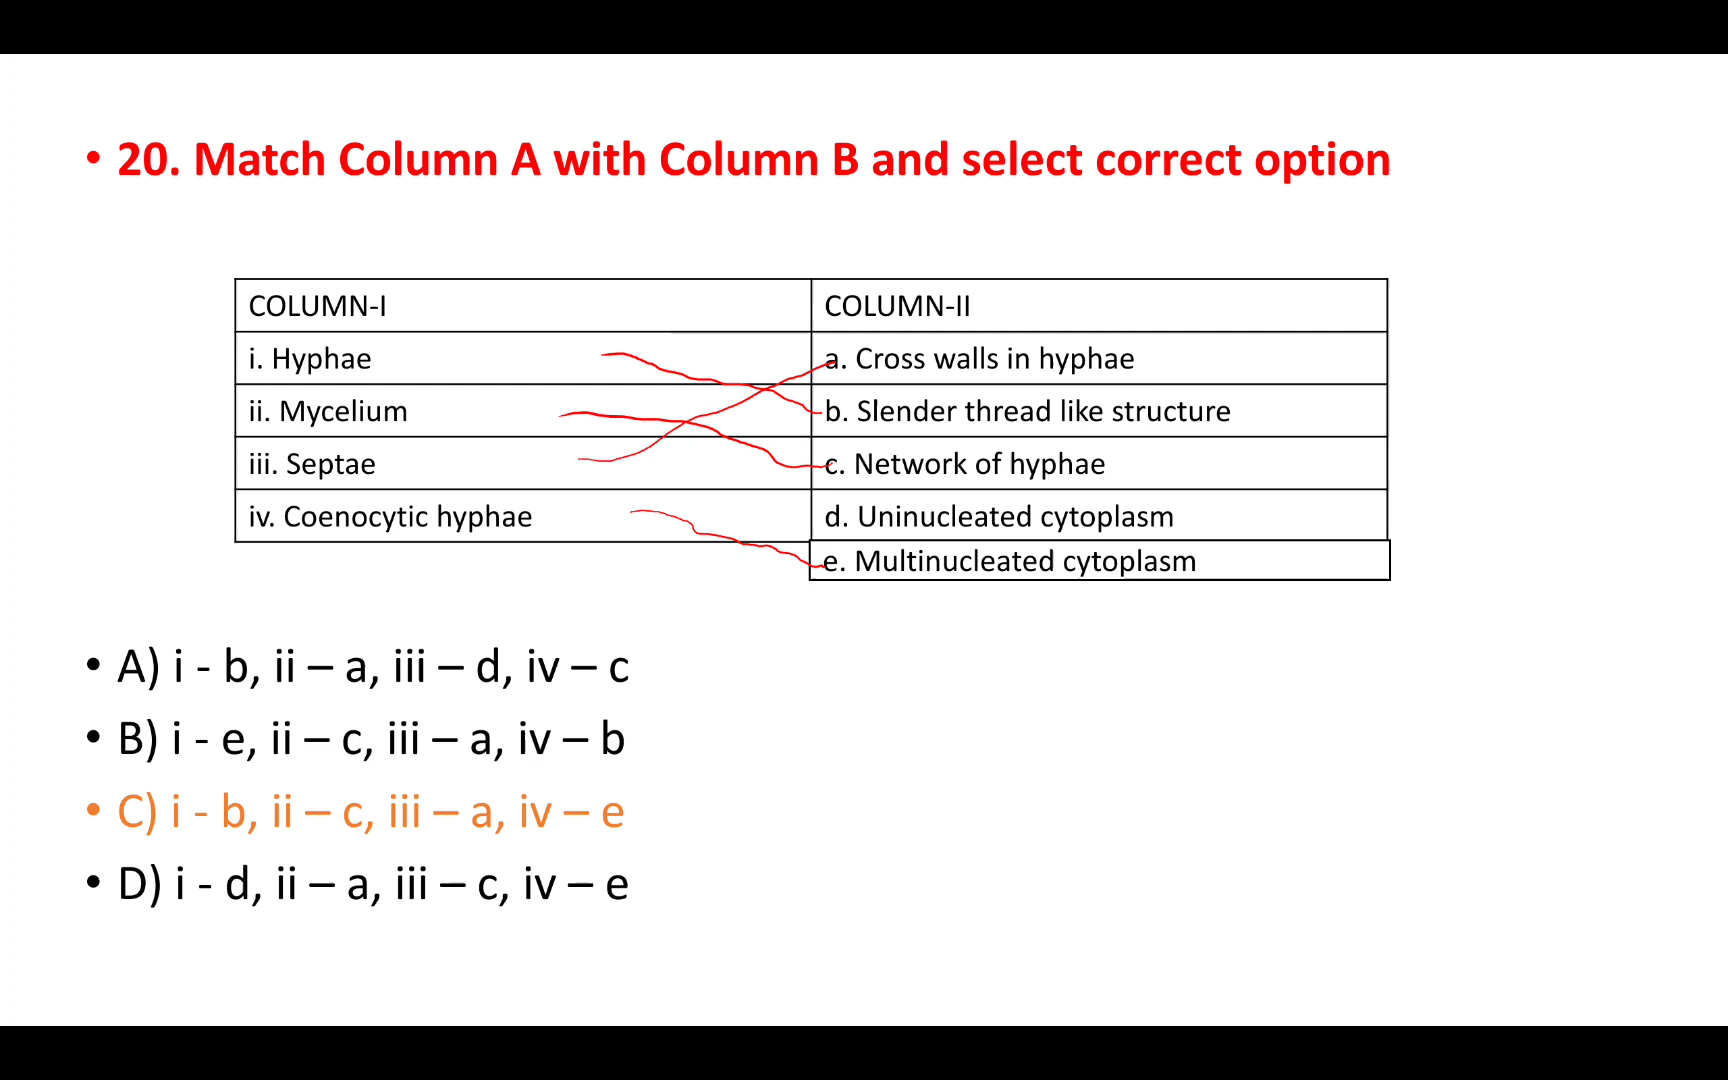 • 20. Match Column A with Column B and select correct option
COLUMN-I COLUMN-II
i. Hyphae a. Cross walls in hyphae
ii. Mycelium b. Slender thread like structure
iii. Septae c. Network of hyphae
iv. Coenocytic hyphae d. Uninucleated cytoplasm
e. Multinucleated cytoplasm
• A) i - b, ii – a, iii – d, iv – c
• B) i - e, ii – c, iii – a, iv – b
• C) i - b, ii – c, iii – a, iv – e
• D) i - d, ii – a, iii – c, iv – e